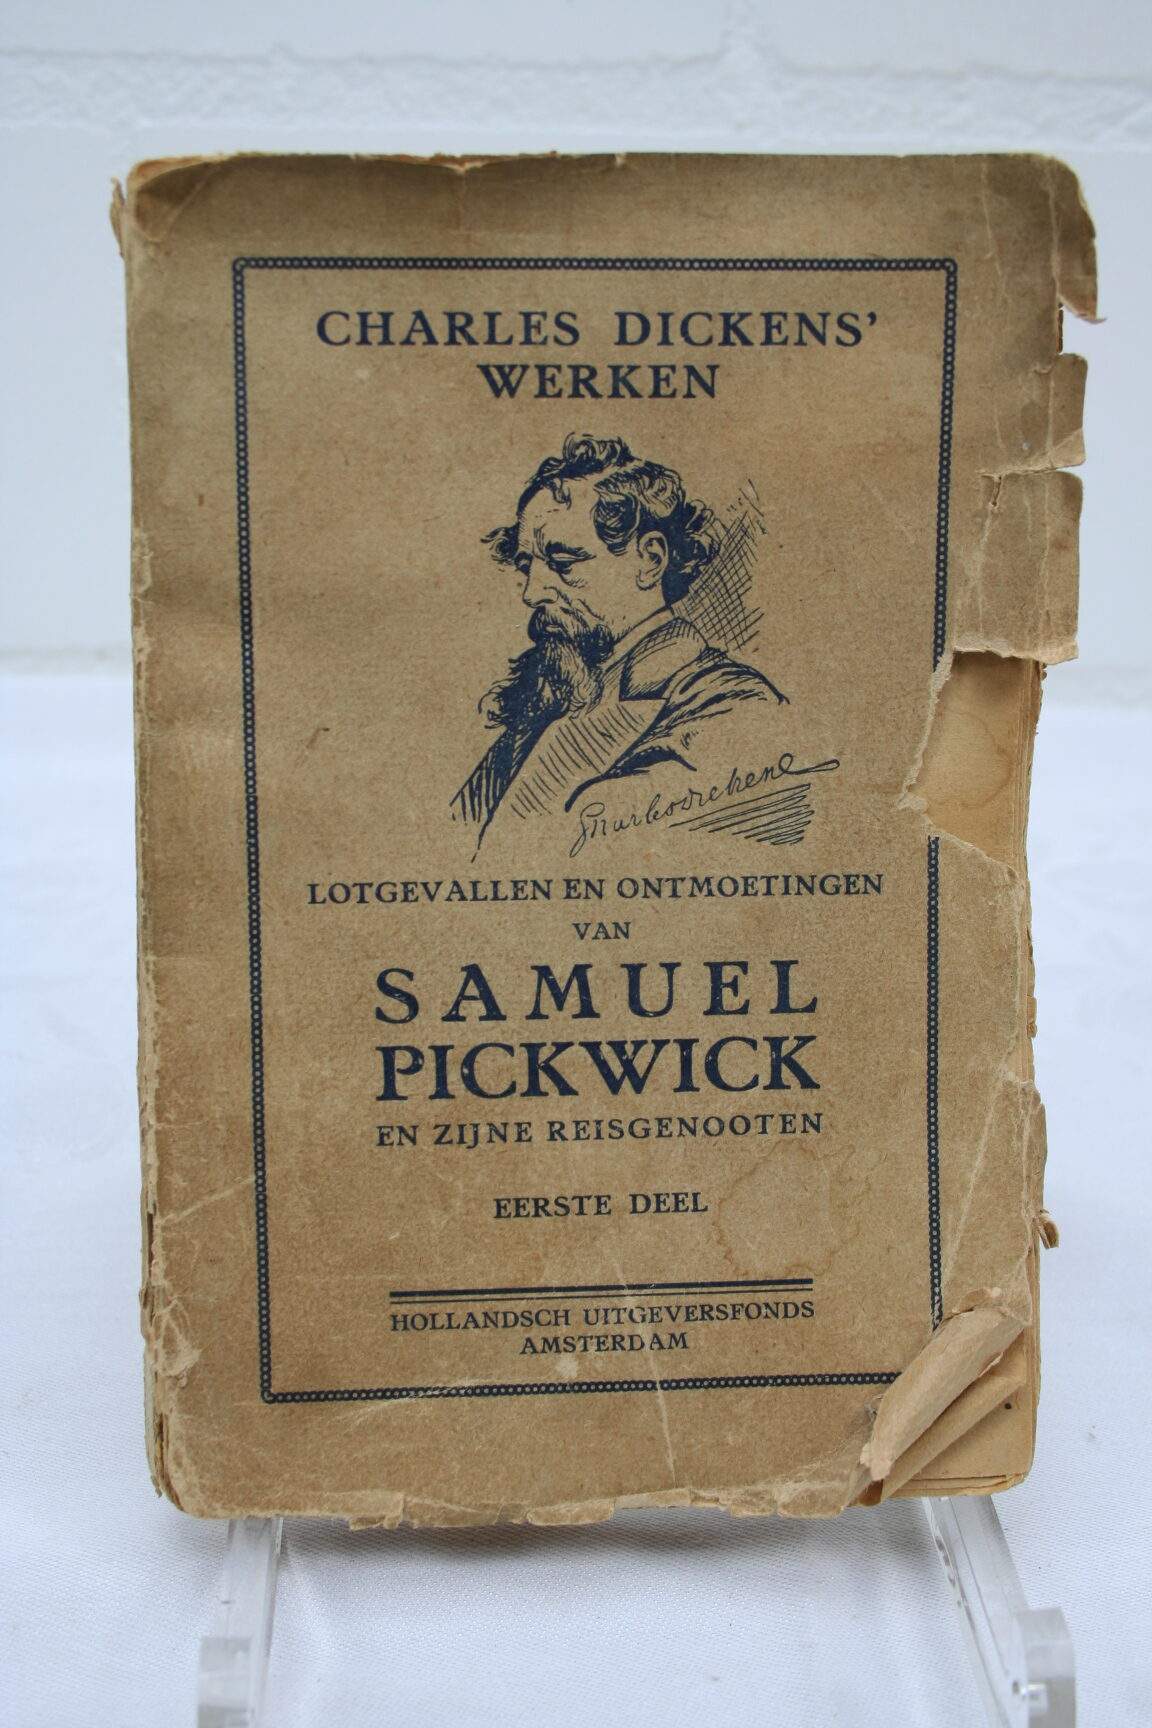 CHARLES DICKENS'
WERKEN
LOTGEVALLEN EN ONTMOETINGEN
VAN
SAMUEL
PICKWICK
EN ZIJNE REISGENOOTEN
EERSTE DEEL
HOLLANDSCH UITGEVERSFONDS
AMSTERDAM